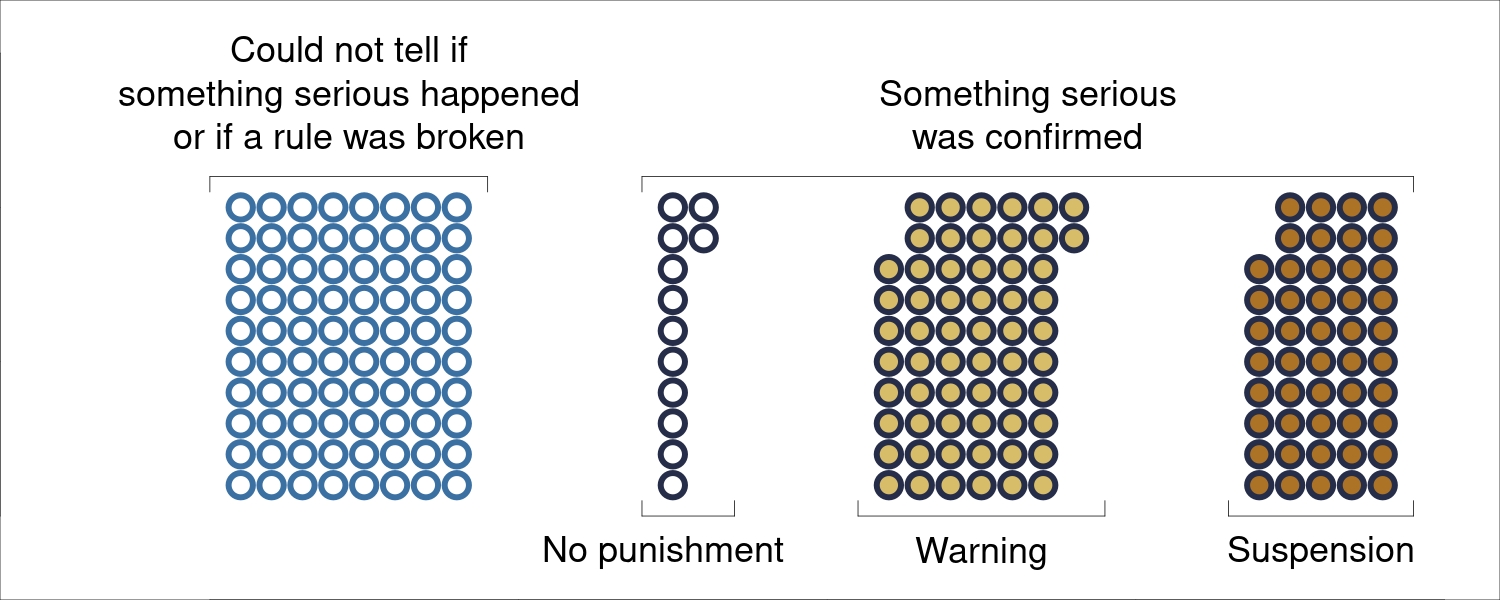 Could not tell if
something serious happened
or if a rule was broken
Something serious
was confirmed
No punishment
Warning
Suspension